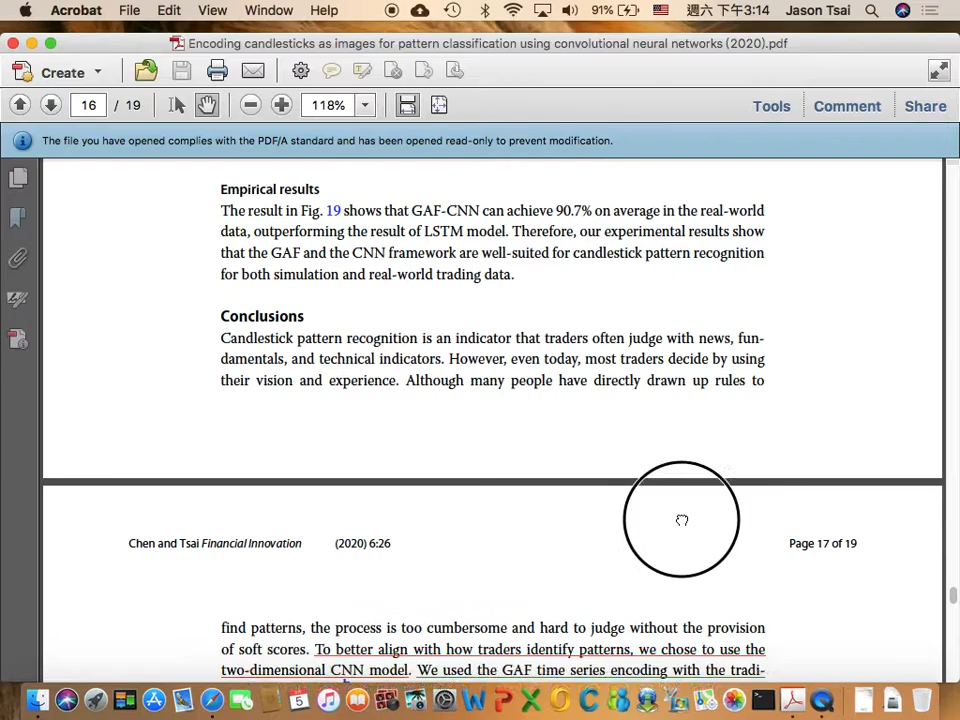 Acrobat File Edit View Window Help 91% 週六 下午3:14 Jason Tsai
Encoding candlesticks as images for pattern classification using convolutional neural networks (2020).pdf
Create
16 / 19 118% Tools Comment Share
The file you have opened complies with the PDF/A standard and has been opened read-only to prevent modification.
Empirical results
The result in Fig. 19 shows that GAF-CNN can achieve 90.7% on average in the real-world
data, outperforming the result of LSTM model. Therefore, our experimental results show
that the GAF and the CNN framework are well-suited for candlestick pattern recognition
for both simulation and real-world trading data.
Conclusions
Candlestick pattern recognition is an indicator that traders often judge with news, fun-
damentals, and technical indicators. However, even today, most traders decide by using
their vision and experience. Although many people have directly drawn up rules to
Chen and Tsai Financial Innovation (2020) 6:26 Page 17 of 19
find patterns, the process is too cumbersome and hard to judge without the provision
of soft scores. To better align with how traders identify patterns, we chose to use the
two-dimensional CNN model. We used the GAF time series encoding with the tradi-